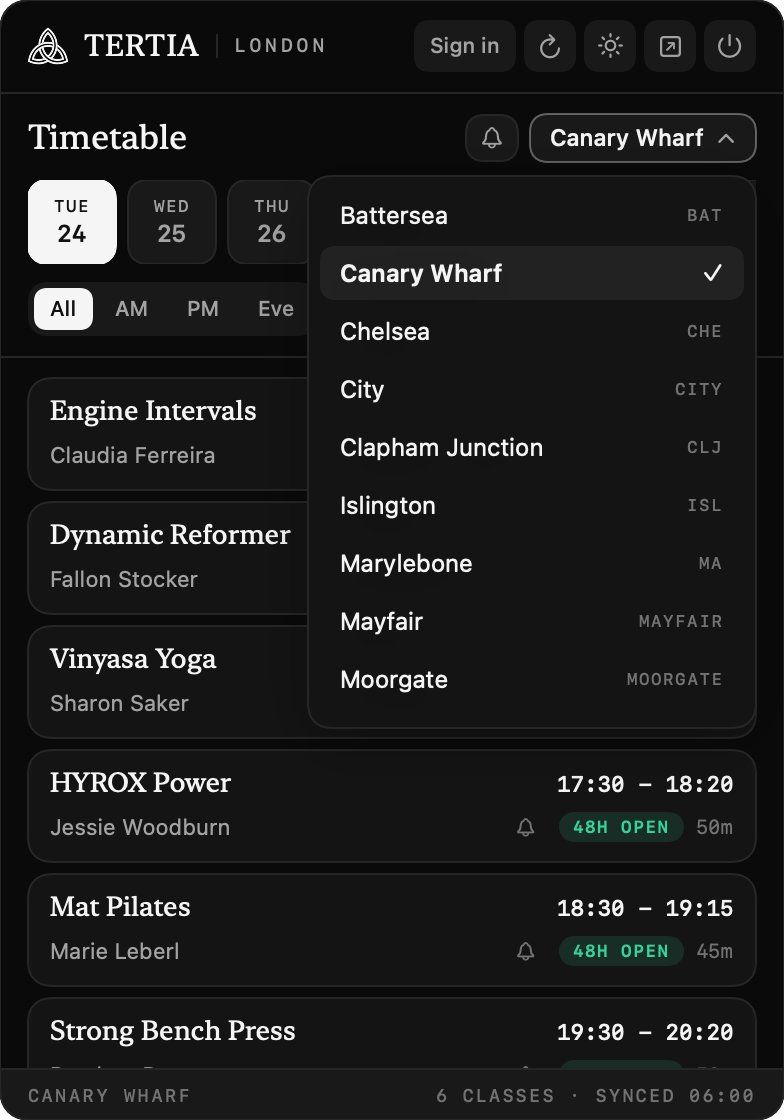 TERTIA LONDON Sign in
Timetable Canary Wharf
TUE WED THU
24 25 26
All AM PM Eve
Battersea BAT
Canary Wharf
Chelsea CHE
City CITY
Clapham Junction CLJ
Islington ISL
Marylebone MA
Mayfair MAYFAIR
Moorgate MOORGATE
Engine Intervals
Claudia Ferreira
Dynamic Reformer
Fallon Stocker
Vinyasa Yoga
Sharon Saker
HYROX Power 17:30 – 18:20
Jessie Woodburn 48H OPEN 50m
Mat Pilates 18:30 – 19:15
Marie Leberl 48H OPEN 45m
Strong Bench Press 19:30 – 20:20
CANARY WHARF 6 CLASSES · SYNCED 06:00